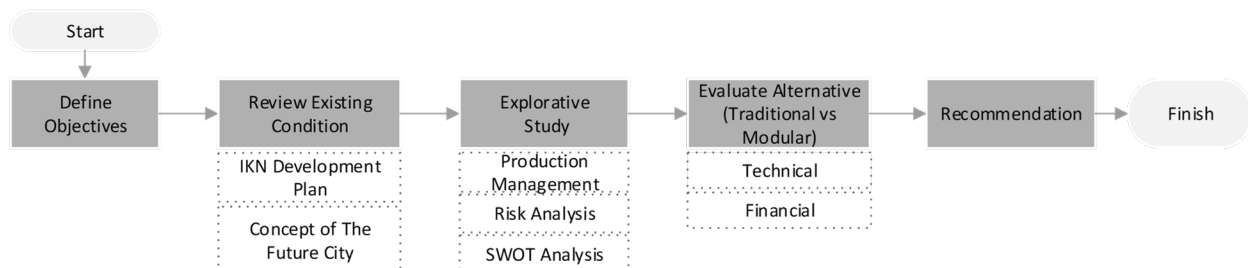 Start
Define
Objectives
Review Existing
Condition
IKN Development
Plan
Concept of The
Future City
Explorative
Study
Production
Management
Risk Analysis
SWOT Analysis
Evaluate Alternative
(Traditional vs
Modular)
Technical
Financial
Recommendation
Finish